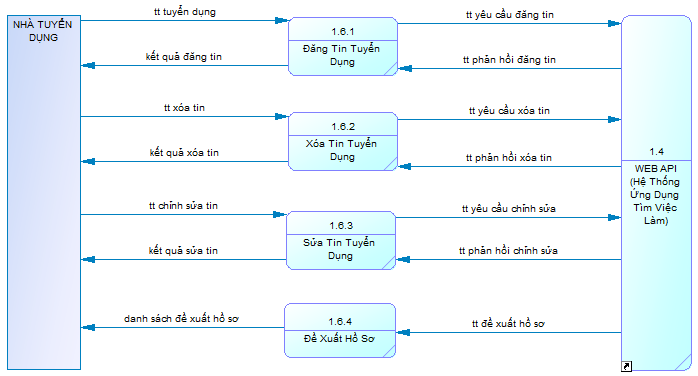 NHÀ TUYỂN
DỤNG
tt tuyển dụng
kết quả đăng tin
1.6.1
Đăng Tin Tuyển
Dụng
tt yêu cầu đăng tin
tt phản hồi đăng tin
tt xóa tin
kết quả xóa tin
1.6.2
Xóa Tin Tuyển
Dụng
tt yêu cầu xóa tin
tt phản hồi xóa tin
tt chỉnh sửa tin
kết quả sửa tin
1.6.3
Sửa Tin Tuyển
Dụng
tt yêu cầu chỉnh sửa
tt phản hồi chỉnh sửa
danh sách đề xuất hồ sơ
1.6.4
Đề Xuất Hồ Sơ
tt đề xuất hồ sơ
1.4
WEB API
(Hệ Thống
Ứng Dụng
Tìm Việc
Làm)